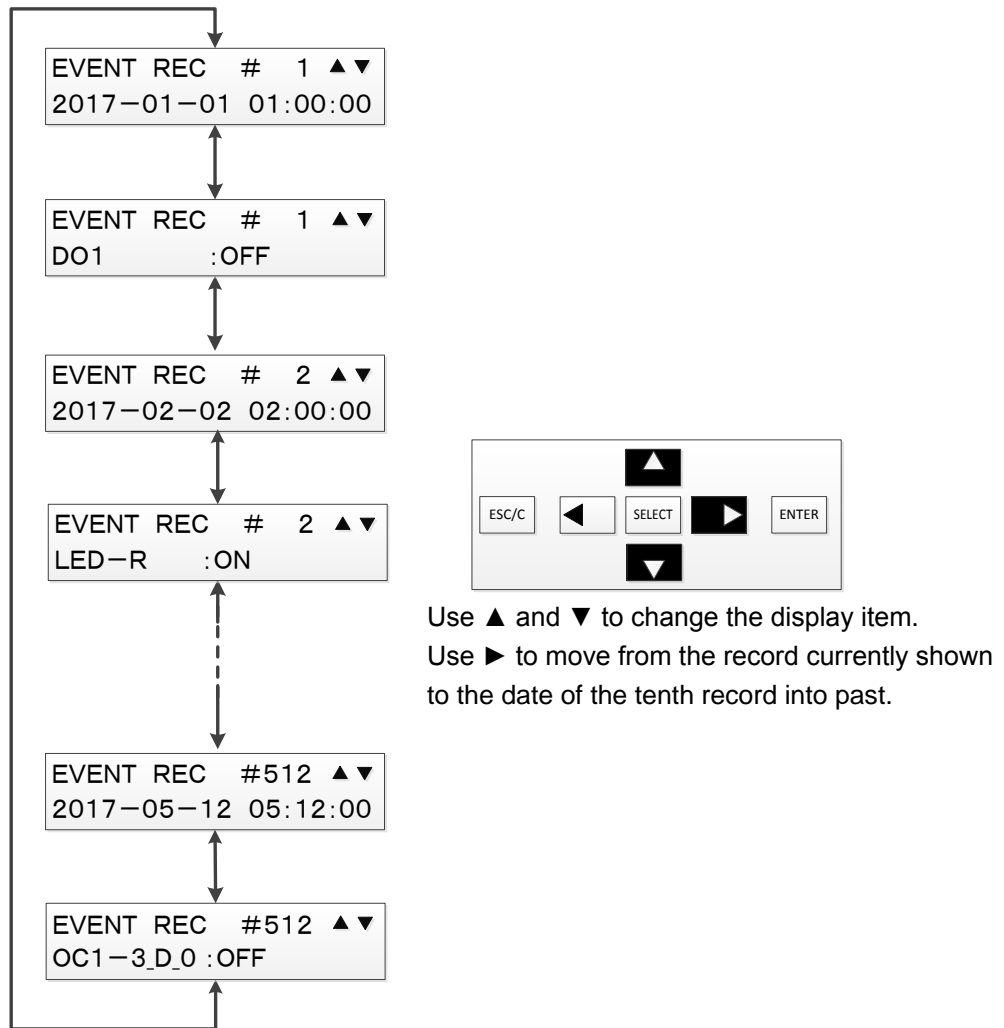 EVENT REC # 1 ▲▼
2017-01-01 01:00:00
EVENT REC # 1 ▲▼
DO1 :OFF
EVENT REC # 2 ▲▼
2017-02-02 02:00:00
EVENT REC # 2 ▲▼
LED-R :ON
EVENT REC #512 ▲▼
2017-05-12 05:12:00
EVENT REC #512 ▲▼
OC1-3_D_0 :OFF
ESC/C ◀ SELECT ▶ ENTER
Use ▲ and ▼ to change the display item.
Use ► to move from the record currently shown
to the date of the tenth record into past.